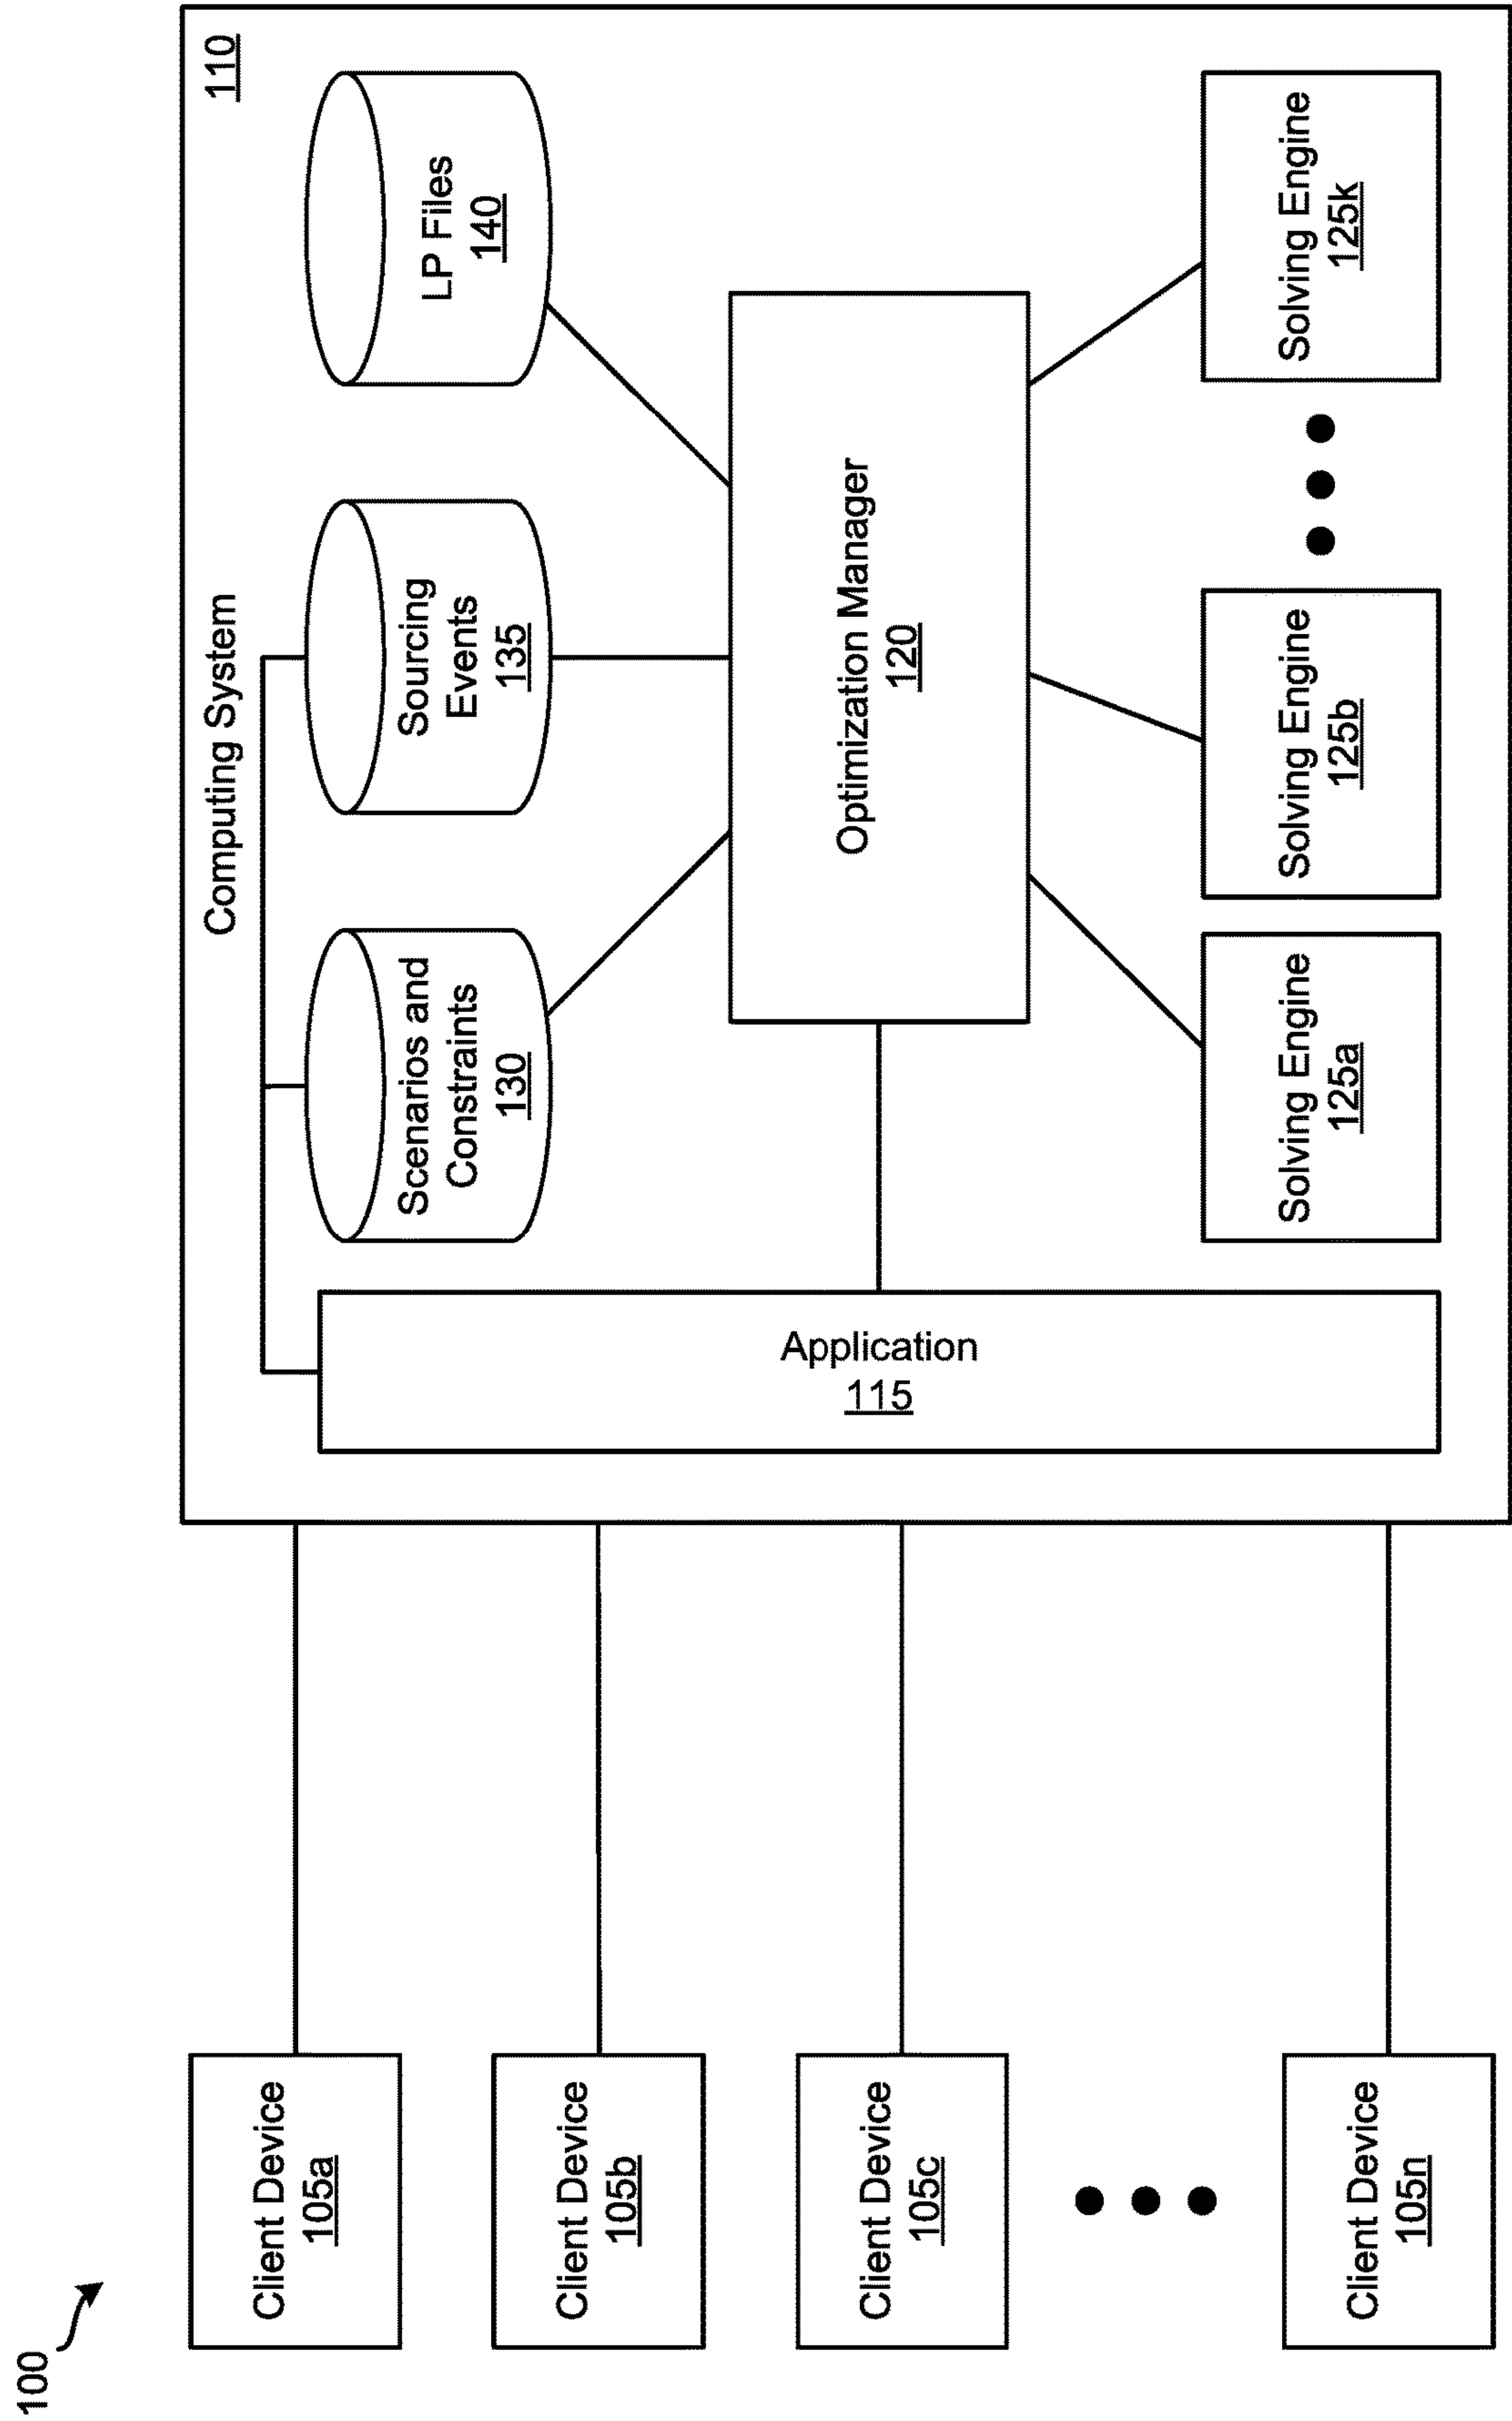 100
Client Device
105a
Client Device
105b
Client Device
105c
Client Device
105n
Computing System
110
Application
115
Scenarios and
Constraints
130
Sourcing
Events
135
LP Files
140
Optimization Manager
120
Solving Engine
125a
Solving Engine
125b
Solving Engine
125k